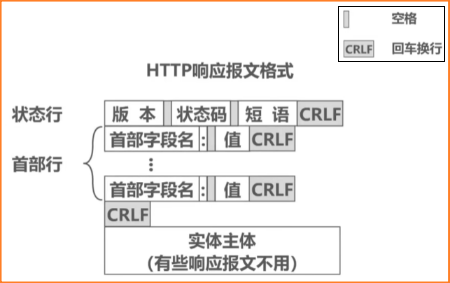 空格
CRLF 回车换行
HTTP响应报文格式
状态行 版本 状态码 短语 CRLF
首部字段名 : 值 CRLF
首部行
⋮
首部字段名 : 值 CRLF
CRLF
实体主体
(有些响应报文不用)